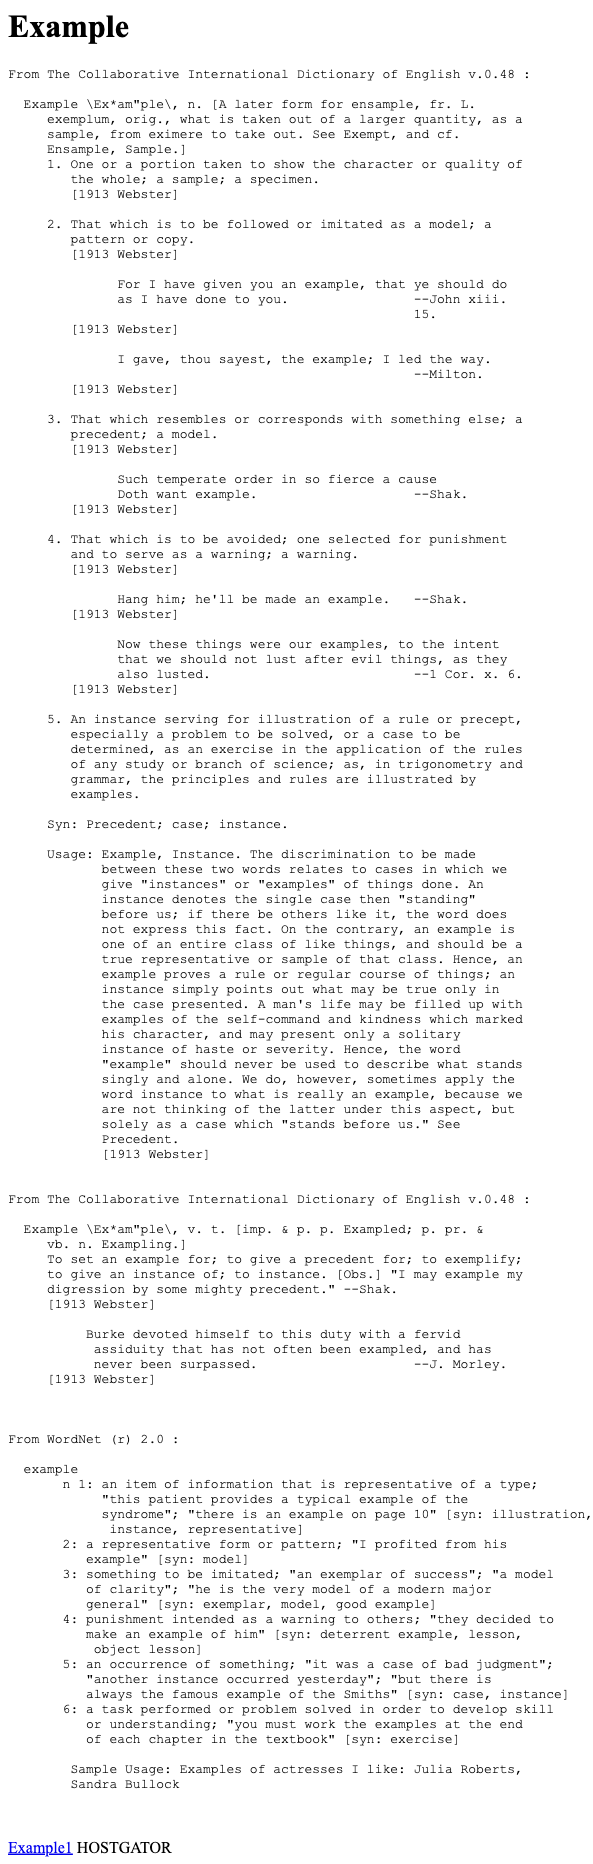 Example
From The Collaborative International Dictionary of English v.0.48 :
Example \Ex*am"ple\, n. [A later form for ensample, fr. L.
exemplum, orig., what is taken out of a larger quantity, as a
sample, from eximere to take out. See Exempt, and cf.
Ensample, Sample.]
1. One or a portion taken to show the character or quality of
the whole; a sample; a specimen.
[1913 Webster]
2. That which is to be followed or imitated as a model; a
pattern or copy.
[1913 Webster]
For I have given you an example, that ye should do
as I have done to you. --John xiii.
15.
[1913 Webster]
I gave, thou sayest, the example; I led the way.
--Milton.
[1913 Webster]
3. That which resembles or corresponds with something else; a
precedent; a model.
[1913 Webster]
Such temperate order in so fierce a cause
Doth want example. --Shak.
[1913 Webster]
4. That which is to be avoided; one selected for punishment
and to serve as a warning; a warning.
[1913 Webster]
Hang him; he'll be made an example. --Shak.
[1913 Webster]
Now these things were our examples, to the intent
that we should not lust after evil things, as they
also lusted. --1 Cor. x. 6.
[1913 Webster]
5. An instance serving for illustration of a rule or precept,
especially a problem to be solved, or a case to be
determined, as an exercise in the application of the rules
of any study or branch of science; as, in trigonometry and
grammar, the principles and rules are illustrated by
examples.
Syn: Precedent; case; instance.
Usage: Example, Instance. The discrimination to be made
between these two words relates to cases in which we
give "instances" or "examples" of things done. An
instance denotes the single case then "standing"
before us; if there be others like it, the word does
not express this fact. On the contrary, an example is
one of an entire class of like things, and should be a
true representative or sample of that class. Hence, an
example proves a rule or regular course of things; an
instance simply points out what may be true only in
the case presented. A man's life may be filled up with
examples of the self-command and kindness which marked
his character, and may present only a solitary
instance of haste or severity. Hence, the word
"example" should never be used to describe what stands
singly and alone. We do, however, sometimes apply the
word instance to what is really an example, because we
are not thinking of the latter under this aspect, but
solely as a case which "stands before us." See
Precedent.
[1913 Webster]
From The Collaborative International Dictionary of English v.0.48 :
Example \Ex*am"ple\, v. t. [imp. & p. p. Exampled; p. pr. &
vb. n. Exampling.]
To set an example for; to give a precedent for; to exemplify;
to give an instance of; to instance. [Obs.] "I may example my
digression by some mighty precedent." --Shak.
[1913 Webster]
Burke devoted himself to this duty with a fervid
assiduity that has not often been exampled, and has
never been surpassed. --J. Morley.
[1913 Webster]
From WordNet (r) 2.0 :
example
n 1: an item of information that is representative of a type;
"this patient provides a typical example of the
syndrome"; "there is an example on page 10" [syn: illustration,
instance, representative]
2: a representative form or pattern; "I profited from his
example" [syn: model]
3: something to be imitated; "an exemplar of success"; "a model
of clarity"; "he is the very model of a modern major
general" [syn: exemplar, model, good example]
4: punishment intended as a warning to others; "they decided to
make an example of him" [syn: deterrent example, lesson,
object lesson]
5: an occurrence of something; "it was a case of bad judgment";
"another instance occurred yesterday"; "but there is
always the famous example of the Smiths" [syn: case, instance]
6: a task performed or problem solved in order to develop skill
or understanding; "you must work the examples at the end
of each chapter in the textbook" [syn: exercise]
Sample Usage: Examples of actresses I like: Julia Roberts,
Sandra Bullock
Example1 HOSTGATOR